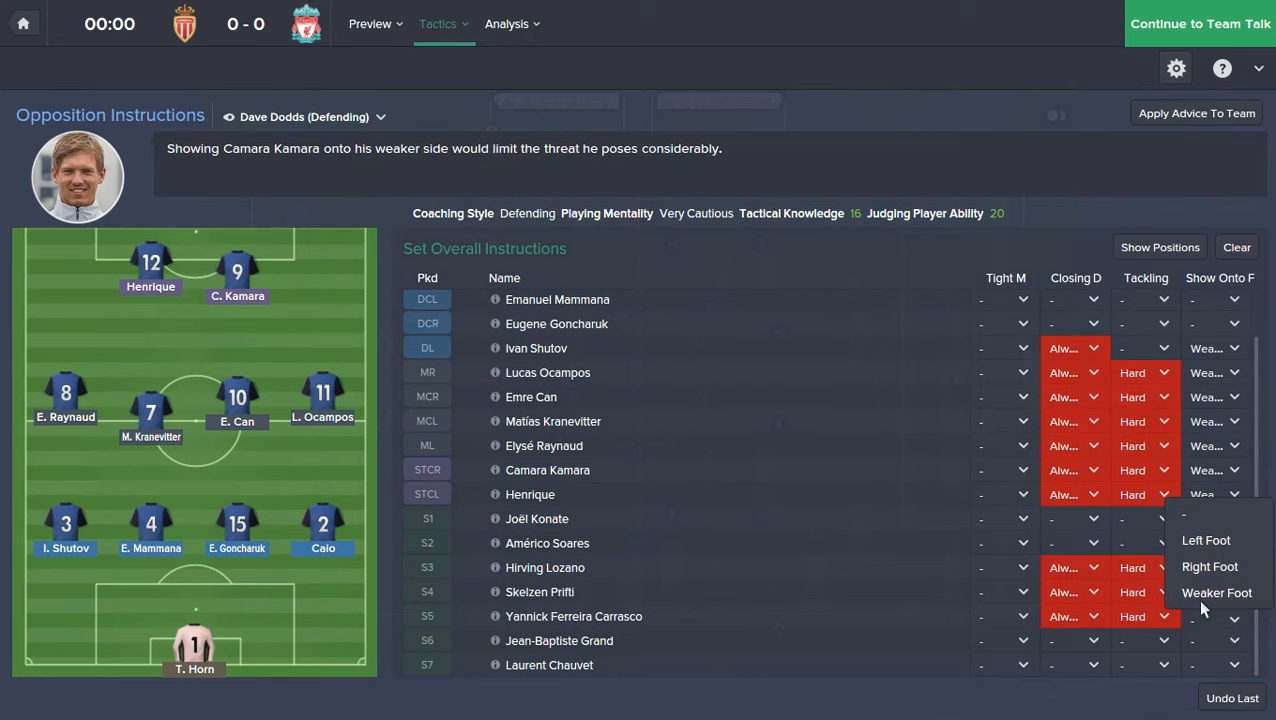 00:00 0 - 0 Preview Tactics Analysis Continue to Team Talk
?
Opposition Instructions Dave Dodds (Defending) Apply Advice To Team
Showing Camara Kamara onto his weaker side would limit the threat he poses considerably.
Coaching Style Defending Playing Mentality Very Cautious Tactical Knowledge 16 Judging Player Ability 20
Set Overall Instructions Show Positions Clear
Pkd Name Tight M Closing D Tackling Show Onto F
DCL Emanuel Mammana - - - -
DCR Eugene Goncharuk - - - -
DL Ivan Shutov - Alw... - Wea...
MR Lucas Ocampos - Alw... Hard Wea...
MCR Emre Can - Alw... Hard Wea...
MCL Matías Kranevitter - Alw... Hard Wea...
ML Elysé Raynaud - Alw... Hard Wea...
STCR Camara Kamara - Alw... Hard Wea...
STCL Henrique - Alw... Hard Wea
S1 Joël Konate - - -
S2 Américo Soares - - -
S3 Hirving Lozano - Alw... Hard
S4 Skelzen Prifti - Alw... Hard
S5 Yannick Ferreira Carrasco - Alw... Hard -
S6 Jean-Baptiste Grand - - - -
S7 Laurent Chauvet - - - -
-
Left Foot
Right Foot
Weaker Foot
Undo Last
12
Henrique
9
C. Kamara
8
E. Raynaud
7
M. Kranevitter
10
E. Can
11
L. Ocampos
3
I. Shutov
4
E. Mammana
15
E. Goncharuk
2
Caio
1
T. Horn